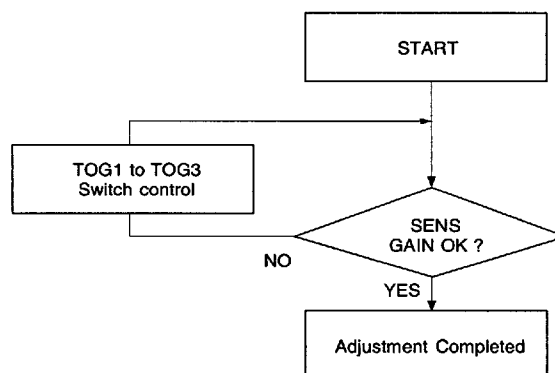 START
TOG1 to TOG3
Switch control
SENS
GAIN OK ?
NO
YES
Adjustment Completed